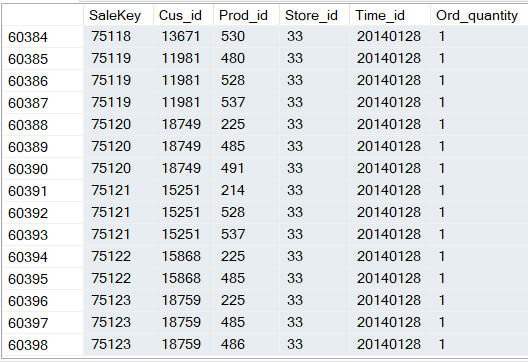 SaleKey Cus_id Prod_id Store_id Time_id Ord_quantity
60384 75118 13671 530 33 20140128 1
60385 75119 11981 480 33 20140128 1
60386 75119 11981 528 33 20140128 1
60387 75119 11981 537 33 20140128 1
60388 75120 18749 225 33 20140128 1
60389 75120 18749 485 33 20140128 1
60390 75120 18749 491 33 20140128 1
60391 75121 15251 214 33 20140128 1
60392 75121 15251 528 33 20140128 1
60393 75121 15251 537 33 20140128 1
60394 75122 15868 225 33 20140128 1
60395 75122 15868 485 33 20140128 1
60396 75123 18759 225 33 20140128 1
60397 75123 18759 485 33 20140128 1
60398 75123 18759 486 33 20140128 1